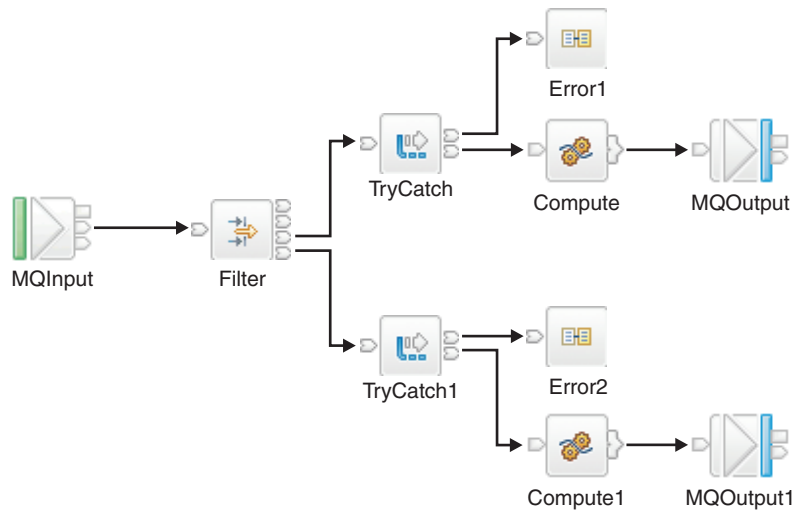 Error1
TryCatch
Compute
MQOutput
MQInput
Filter
TryCatch1
Error2
Compute1
MQOutput1